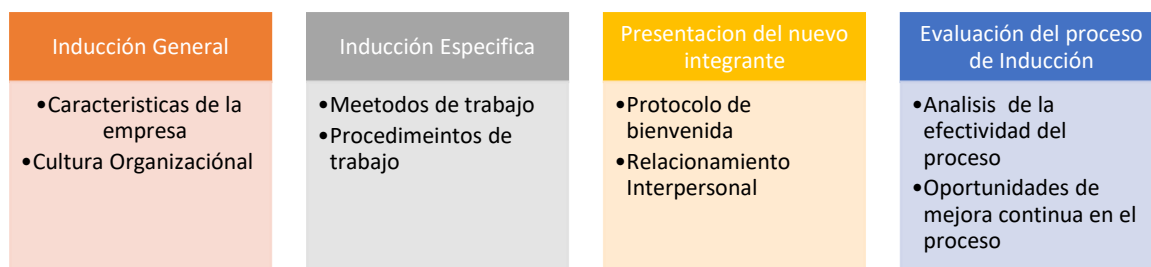 Inducción General
•Caracteristicas de la
empresa
•Cultura Organizaciónal
Inducción Especifica
•Meetodos de trabajo
•Procedimeintos de
trabajo
Presentacion del nuevo
integrante
•Protocolo de
bienvenida
•Relacionamiento
Interpersonal
Evaluación del proceso
de Inducción
•Analisis de la
efectividad del
proceso
•Oportunidades de
mejora continua en el
proceso